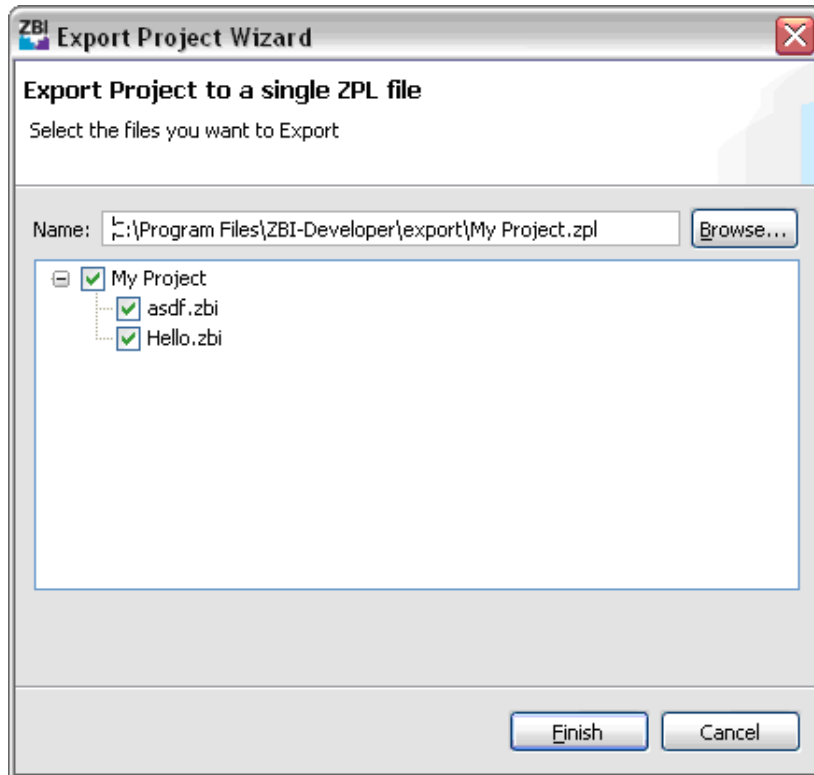 ZBI Export Project Wizard
Export Project to a single ZPL file
Select the files you want to Export
Name: C:\Program Files\ZBI-Developer\export\My Project.zpl Browse...
My Project
asdf.zbi
Hello.zbi
Finish Cancel